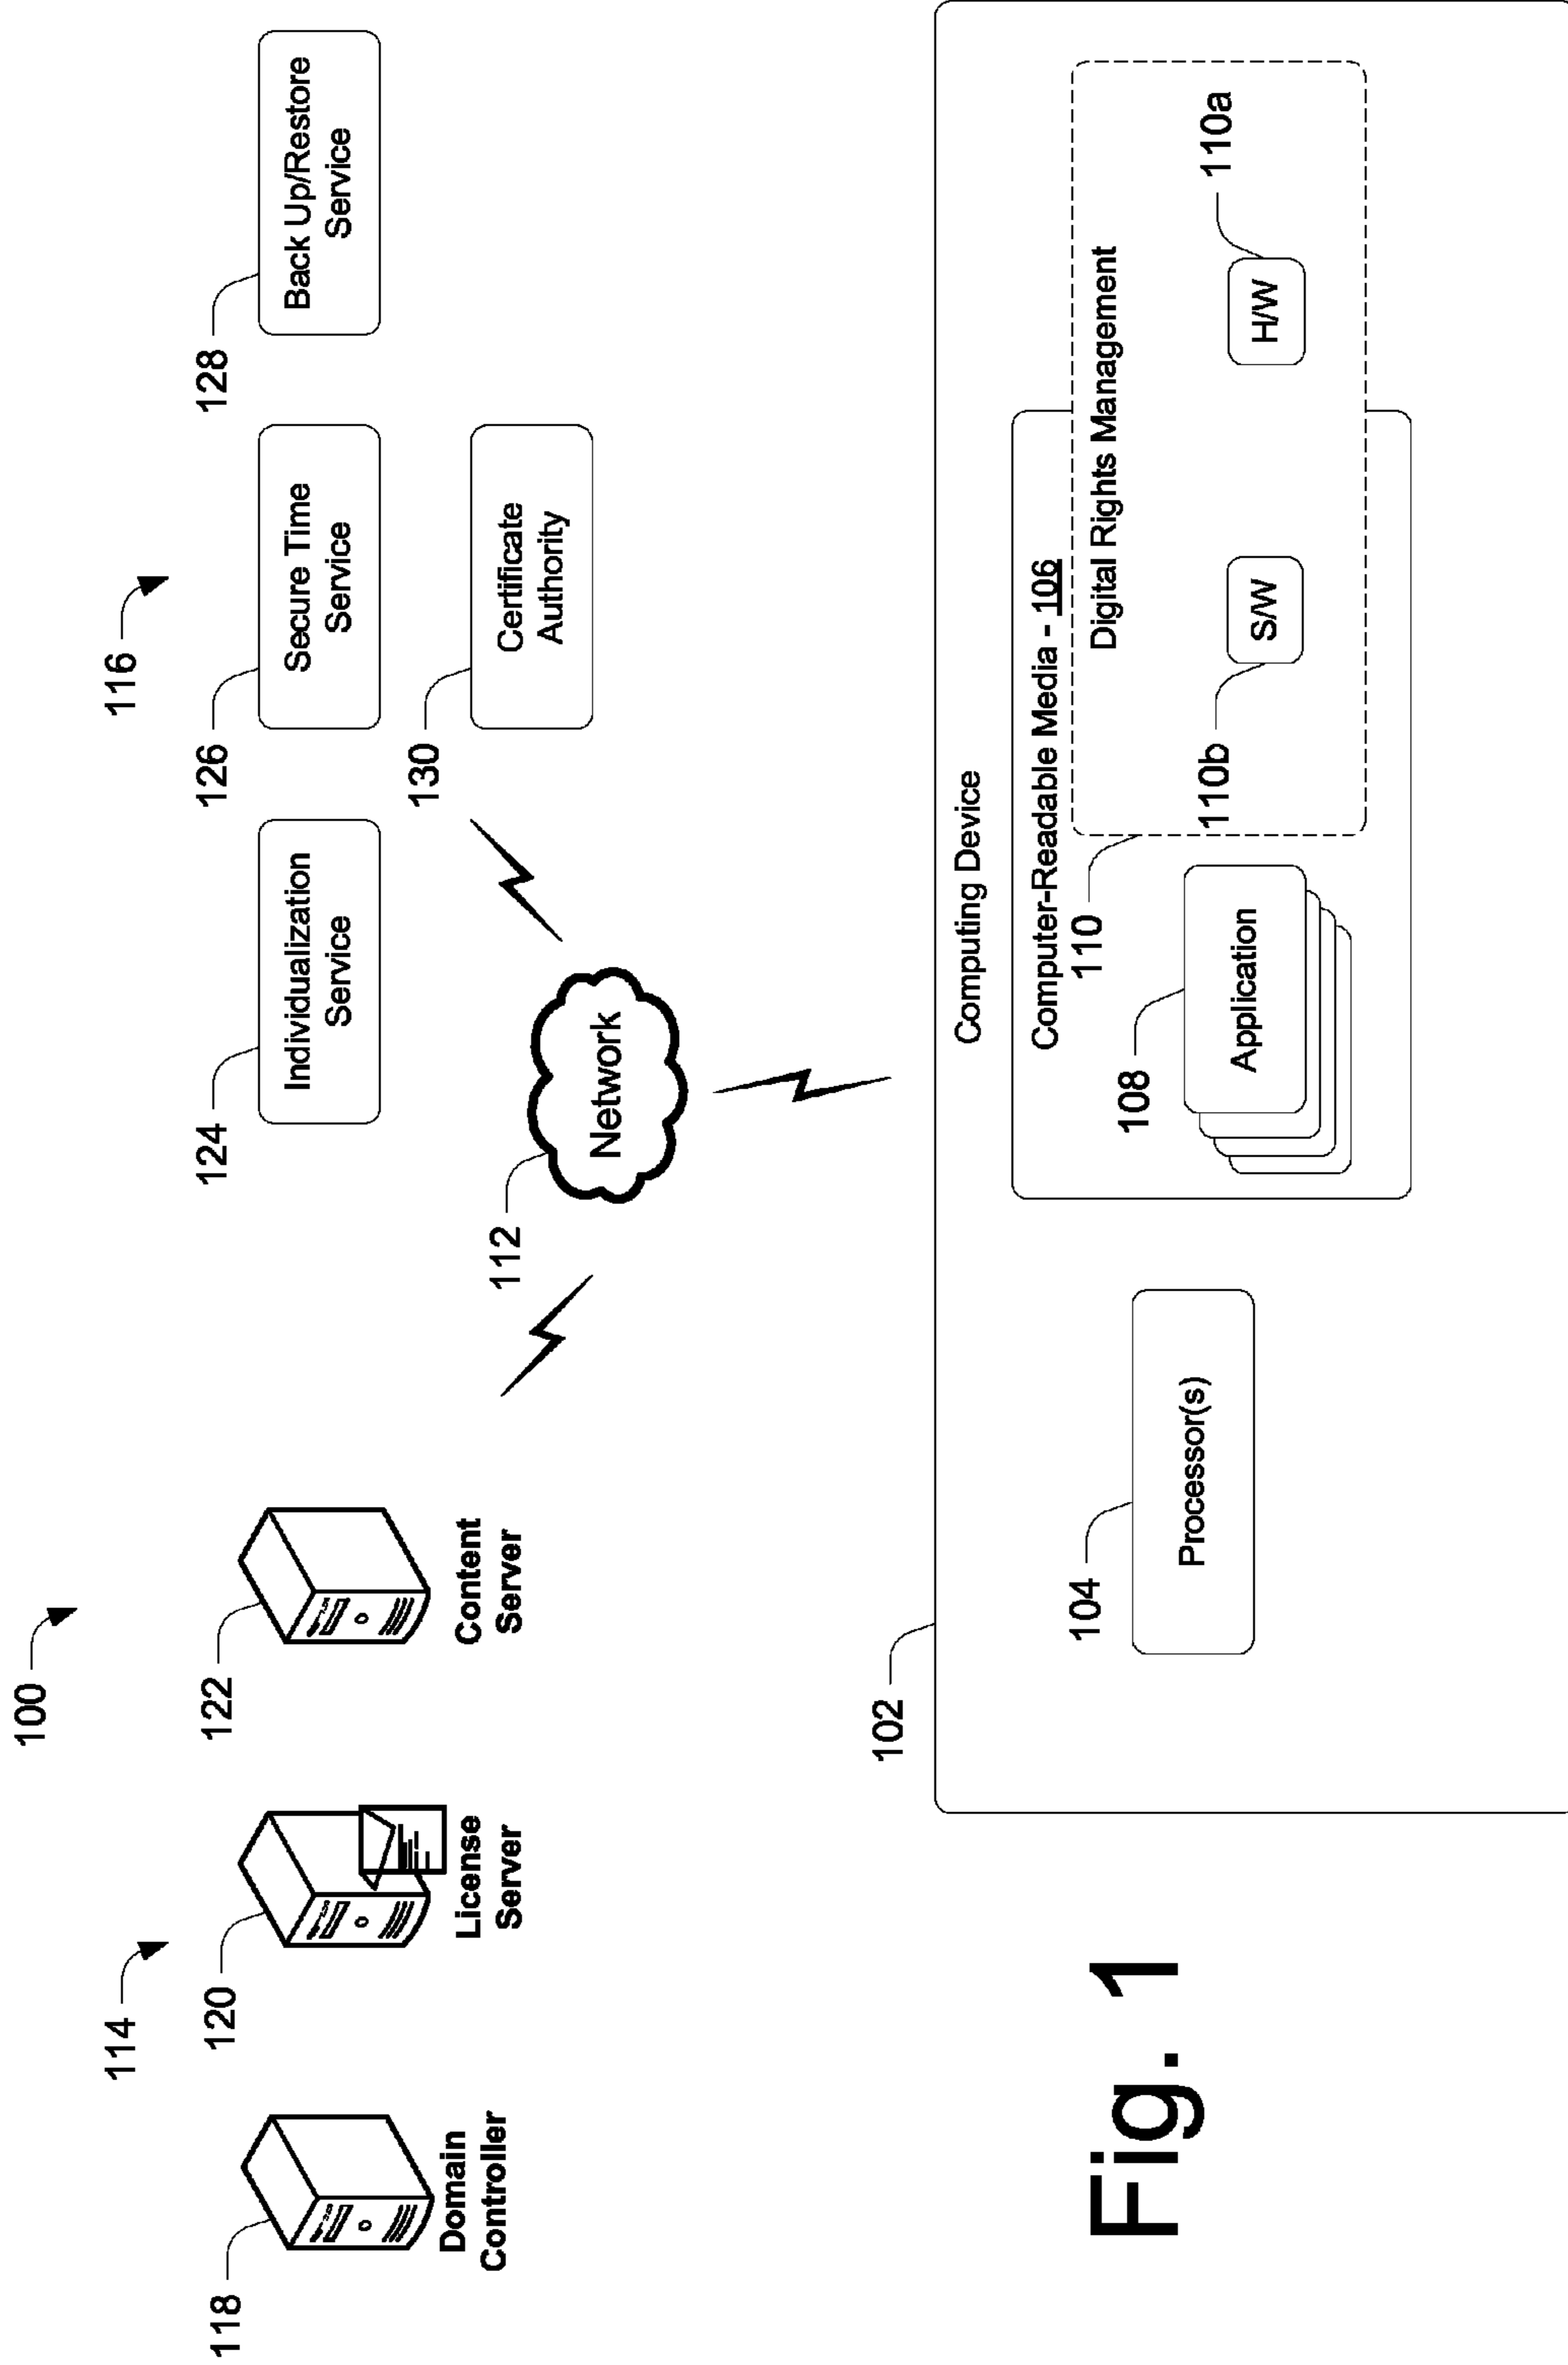 100
114
116
118
120
122
124
126
128
Domain
Controller
License
Server
Content
Server
Individualization
Service
Secure Time
Service
Back Up/Restore
Service
130
Certificate
Authority
112
Network
102
Computing Device
104
Processor(s)
Computer-Readable Media - 106
108
Application
110
Digital Rights Management
110b
S/W
110a
H/W
Fig. 1